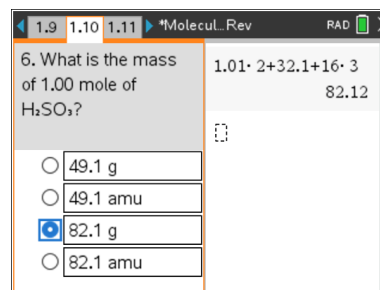 1.9 1.10 1.11 *Molecul...Rev RAD
6. What is the mass
of 1.00 mole of
H₂SO₃?
49.1 g
49.1 amu
82.1 g
82.1 amu
1.01· 2+32.1+16· 3
82.12